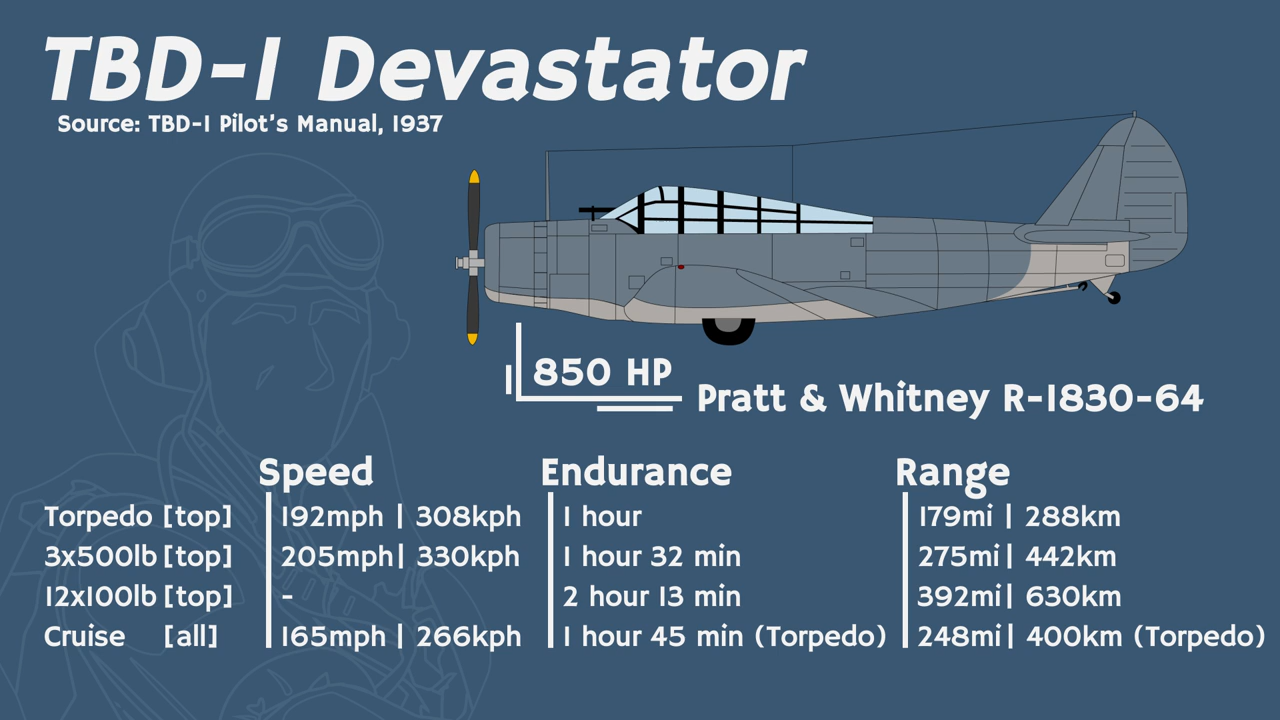 TBD-1 Devastator
Source: TBD-1 Pilot's Manual, 1937
850 HP
Pratt & Whitney R-1830-64
Speed Endurance Range
Torpedo [top] 192mph | 308kph 1 hour 179mi | 288km
3x500lb [top] 205mph| 330kph 1 hour 32 min 275mi| 442km
12x100lb [top] - 2 hour 13 min 392mi| 630km
Cruise [all] 165mph | 266kph 1 hour 45 min (Torpedo) 248mi| 400km (Torpedo)